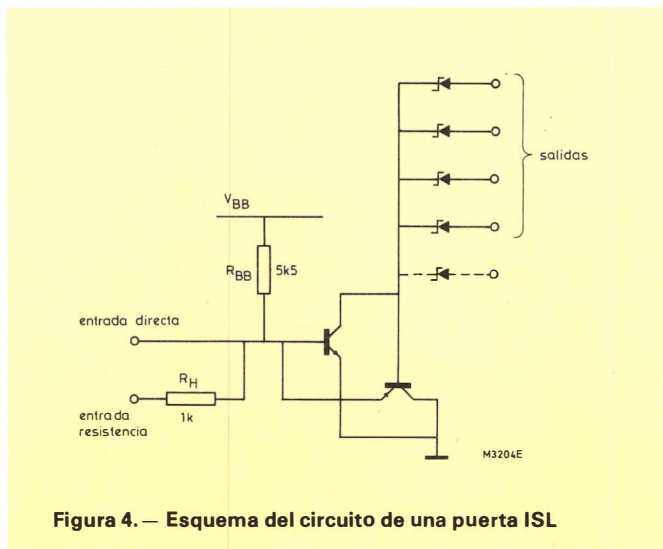 salidas
V_BB
R_BB 5k5
entrada directa
R_H
1k
entrada
resistencia
M3204E
Figura 4.— Esquema del circuito de una puerta ISL